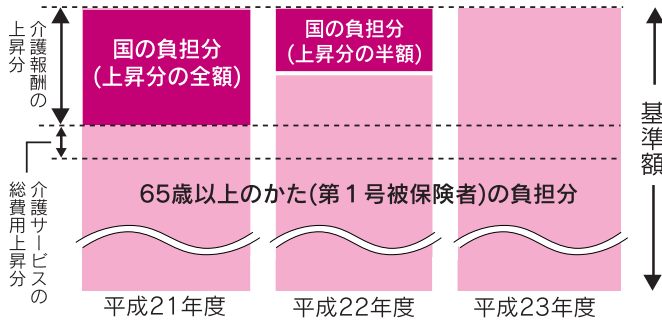 介護報酬の
上昇分
国の負担分
(上昇分の全額)
国の負担分
(上昇分の半額)
基準額
介護サービスの
総費用上昇分
65歳以上のかた(第1号被保険者)の負担分
平成21年度
平成22年度
平成23年度